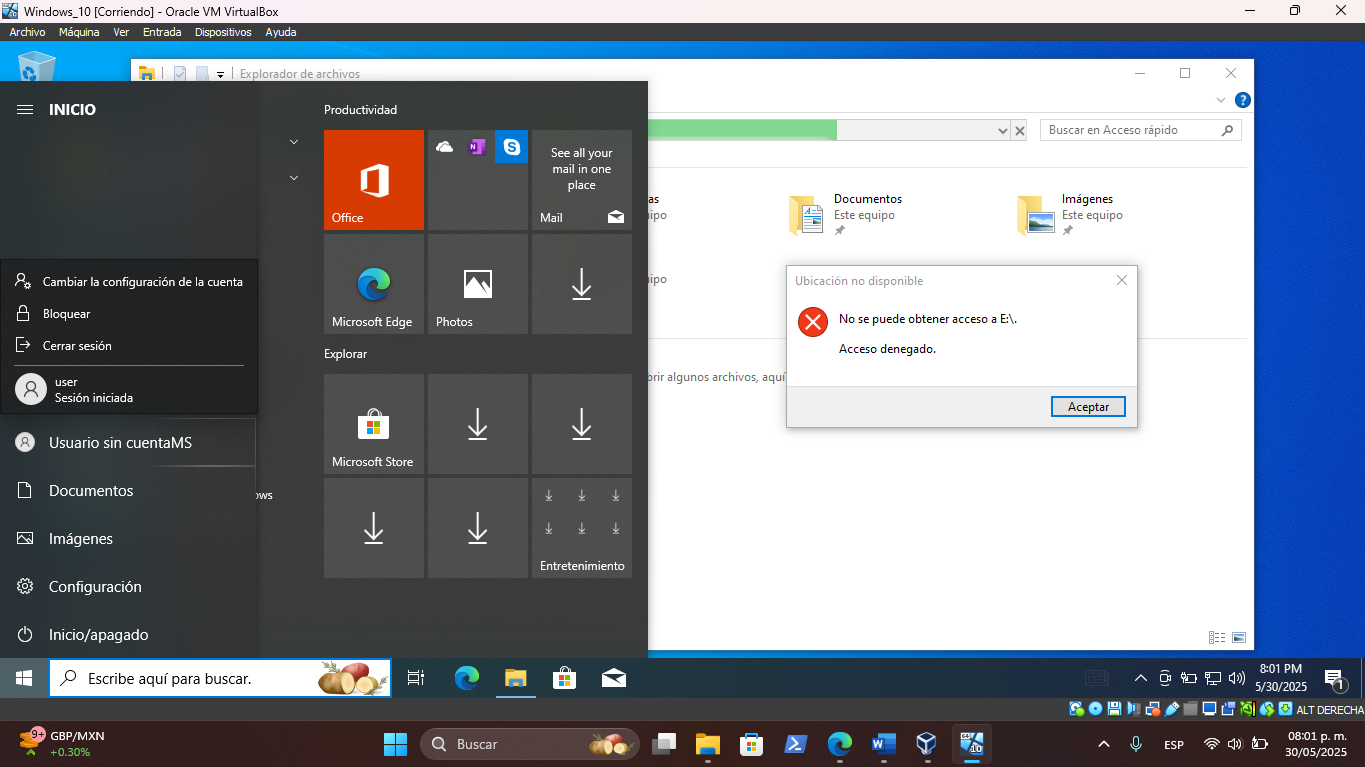 Windows_10 [Corriendo] - Oracle VM VirtualBox
Archivo Máquina Ver Entrada Dispositivos Ayuda
Explorador de archivos
INICIO
Productividad
Buscar en Acceso rápido
Office
See all your
mail in one
place
Mail
Documentos
Este equipo
Imágenes
Este equipo
as
uipo
uipo
Cambiar la configuración de la cuenta
Bloquear
Cerrar sesión
user
Sesión iniciada
Microsoft Edge
Photos
Explorar
Ubicación no disponible
No se puede obtener acceso a E:\.
Acceso denegado.
Aceptar
brir algunos archivos, aquí
Usuario sin cuentaMS
Microsoft Store
Documentos
ows
Imágenes
Entretenimiento
Configuración
Inicio/apagado
Escribe aquí para buscar.
8:01 PM
5/30/2025
1
ALT DERECHA
9+
GBP/MXN
+0.30%
Buscar
ESP
08:01 p. m.
30/05/2025